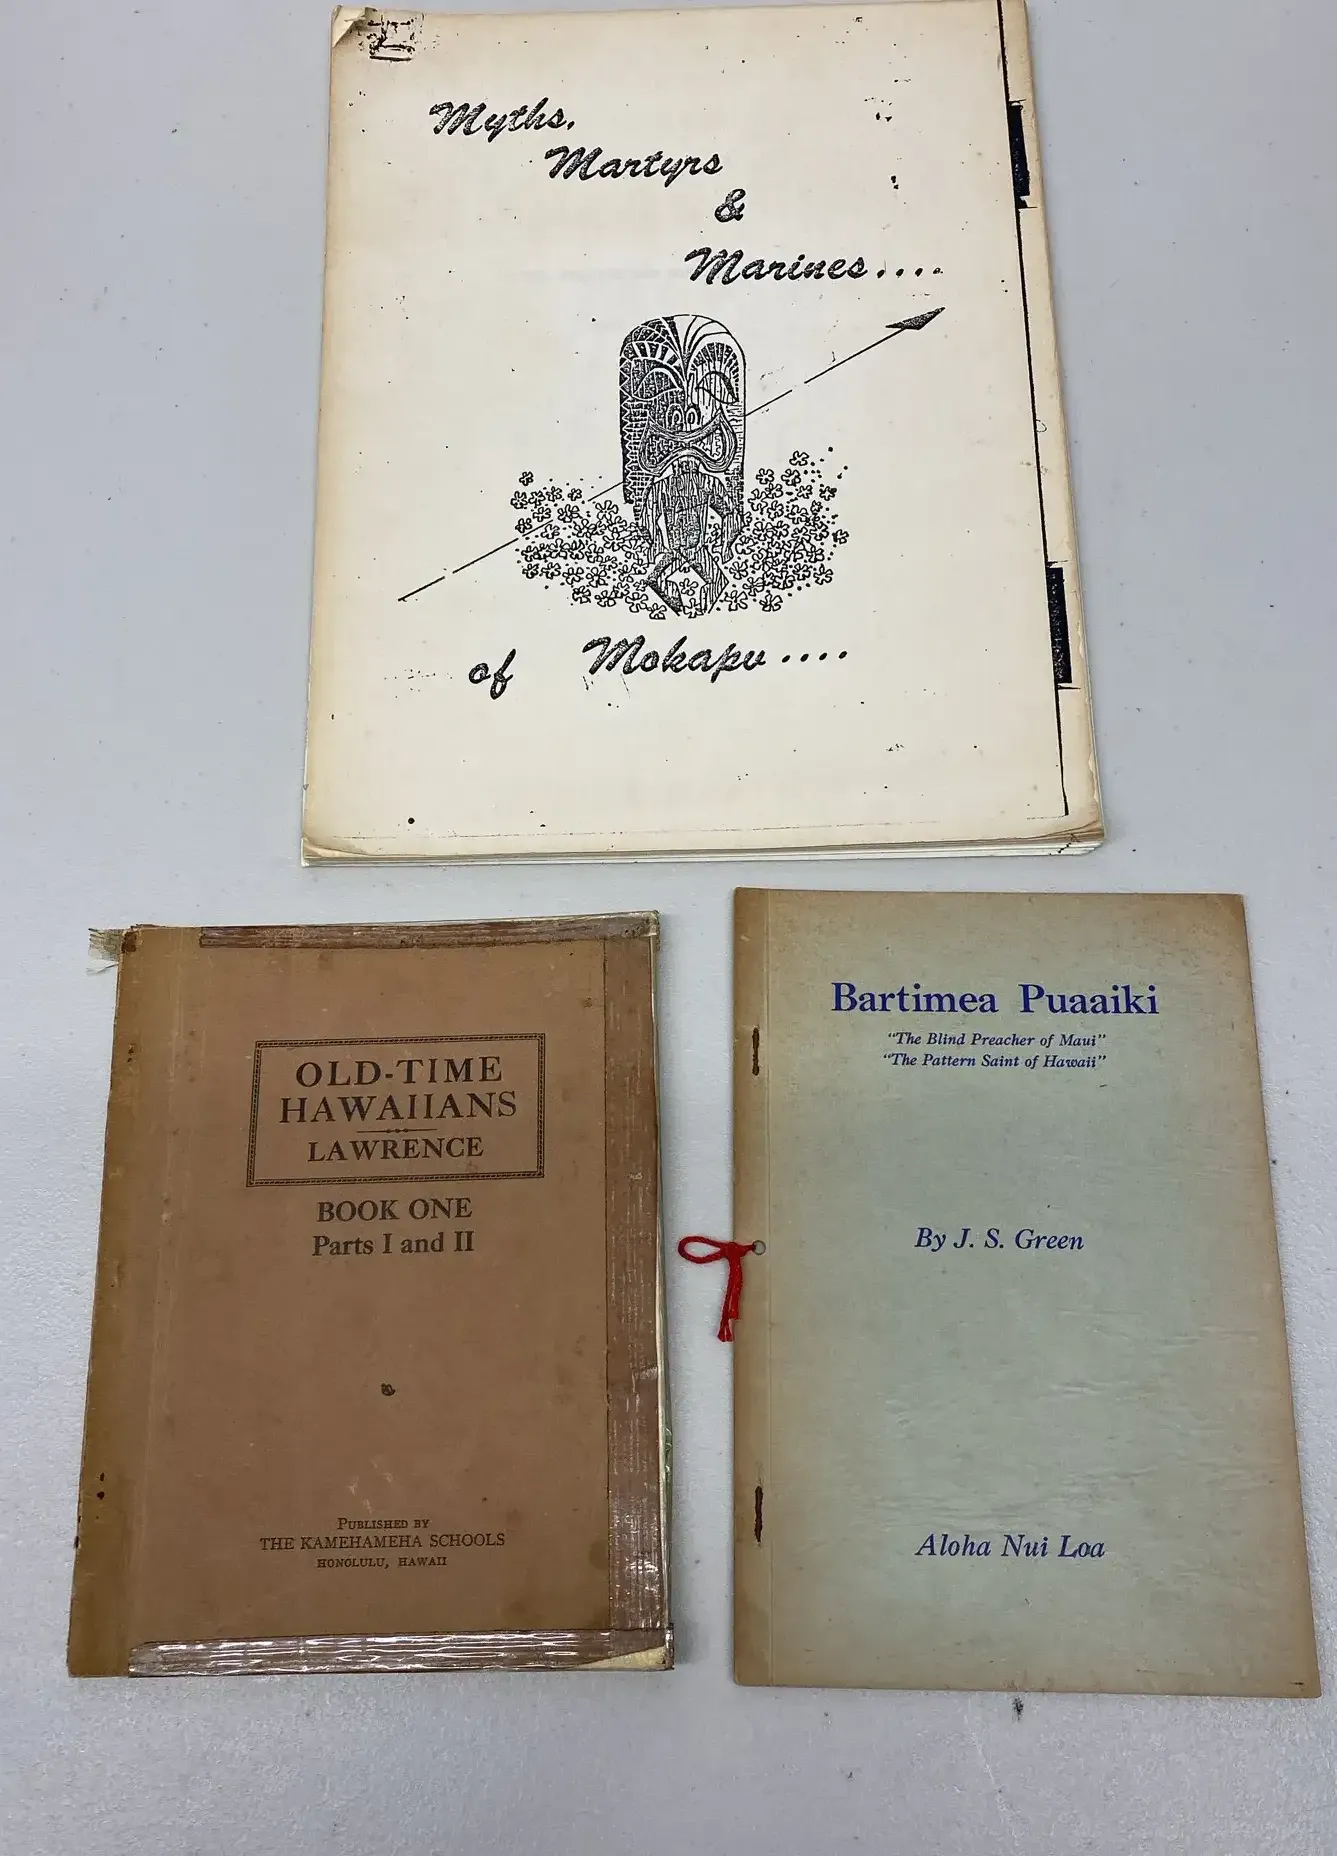 Myths,
Martyrs
&
Marines....
of Mokapu....
OLD-TIME
HAWAIIANS
LAWRENCE
BOOK ONE
Parts I and II
PUBLISHED BY
THE KAMEHAMEHA SCHOOLS
HONOLULU, HAWAII
Bartimea Puaaiki
"The Blind Preacher of Maui"
"The Pattern Saint of Hawaii"
By J. S. Green
Aloha Nui Loa